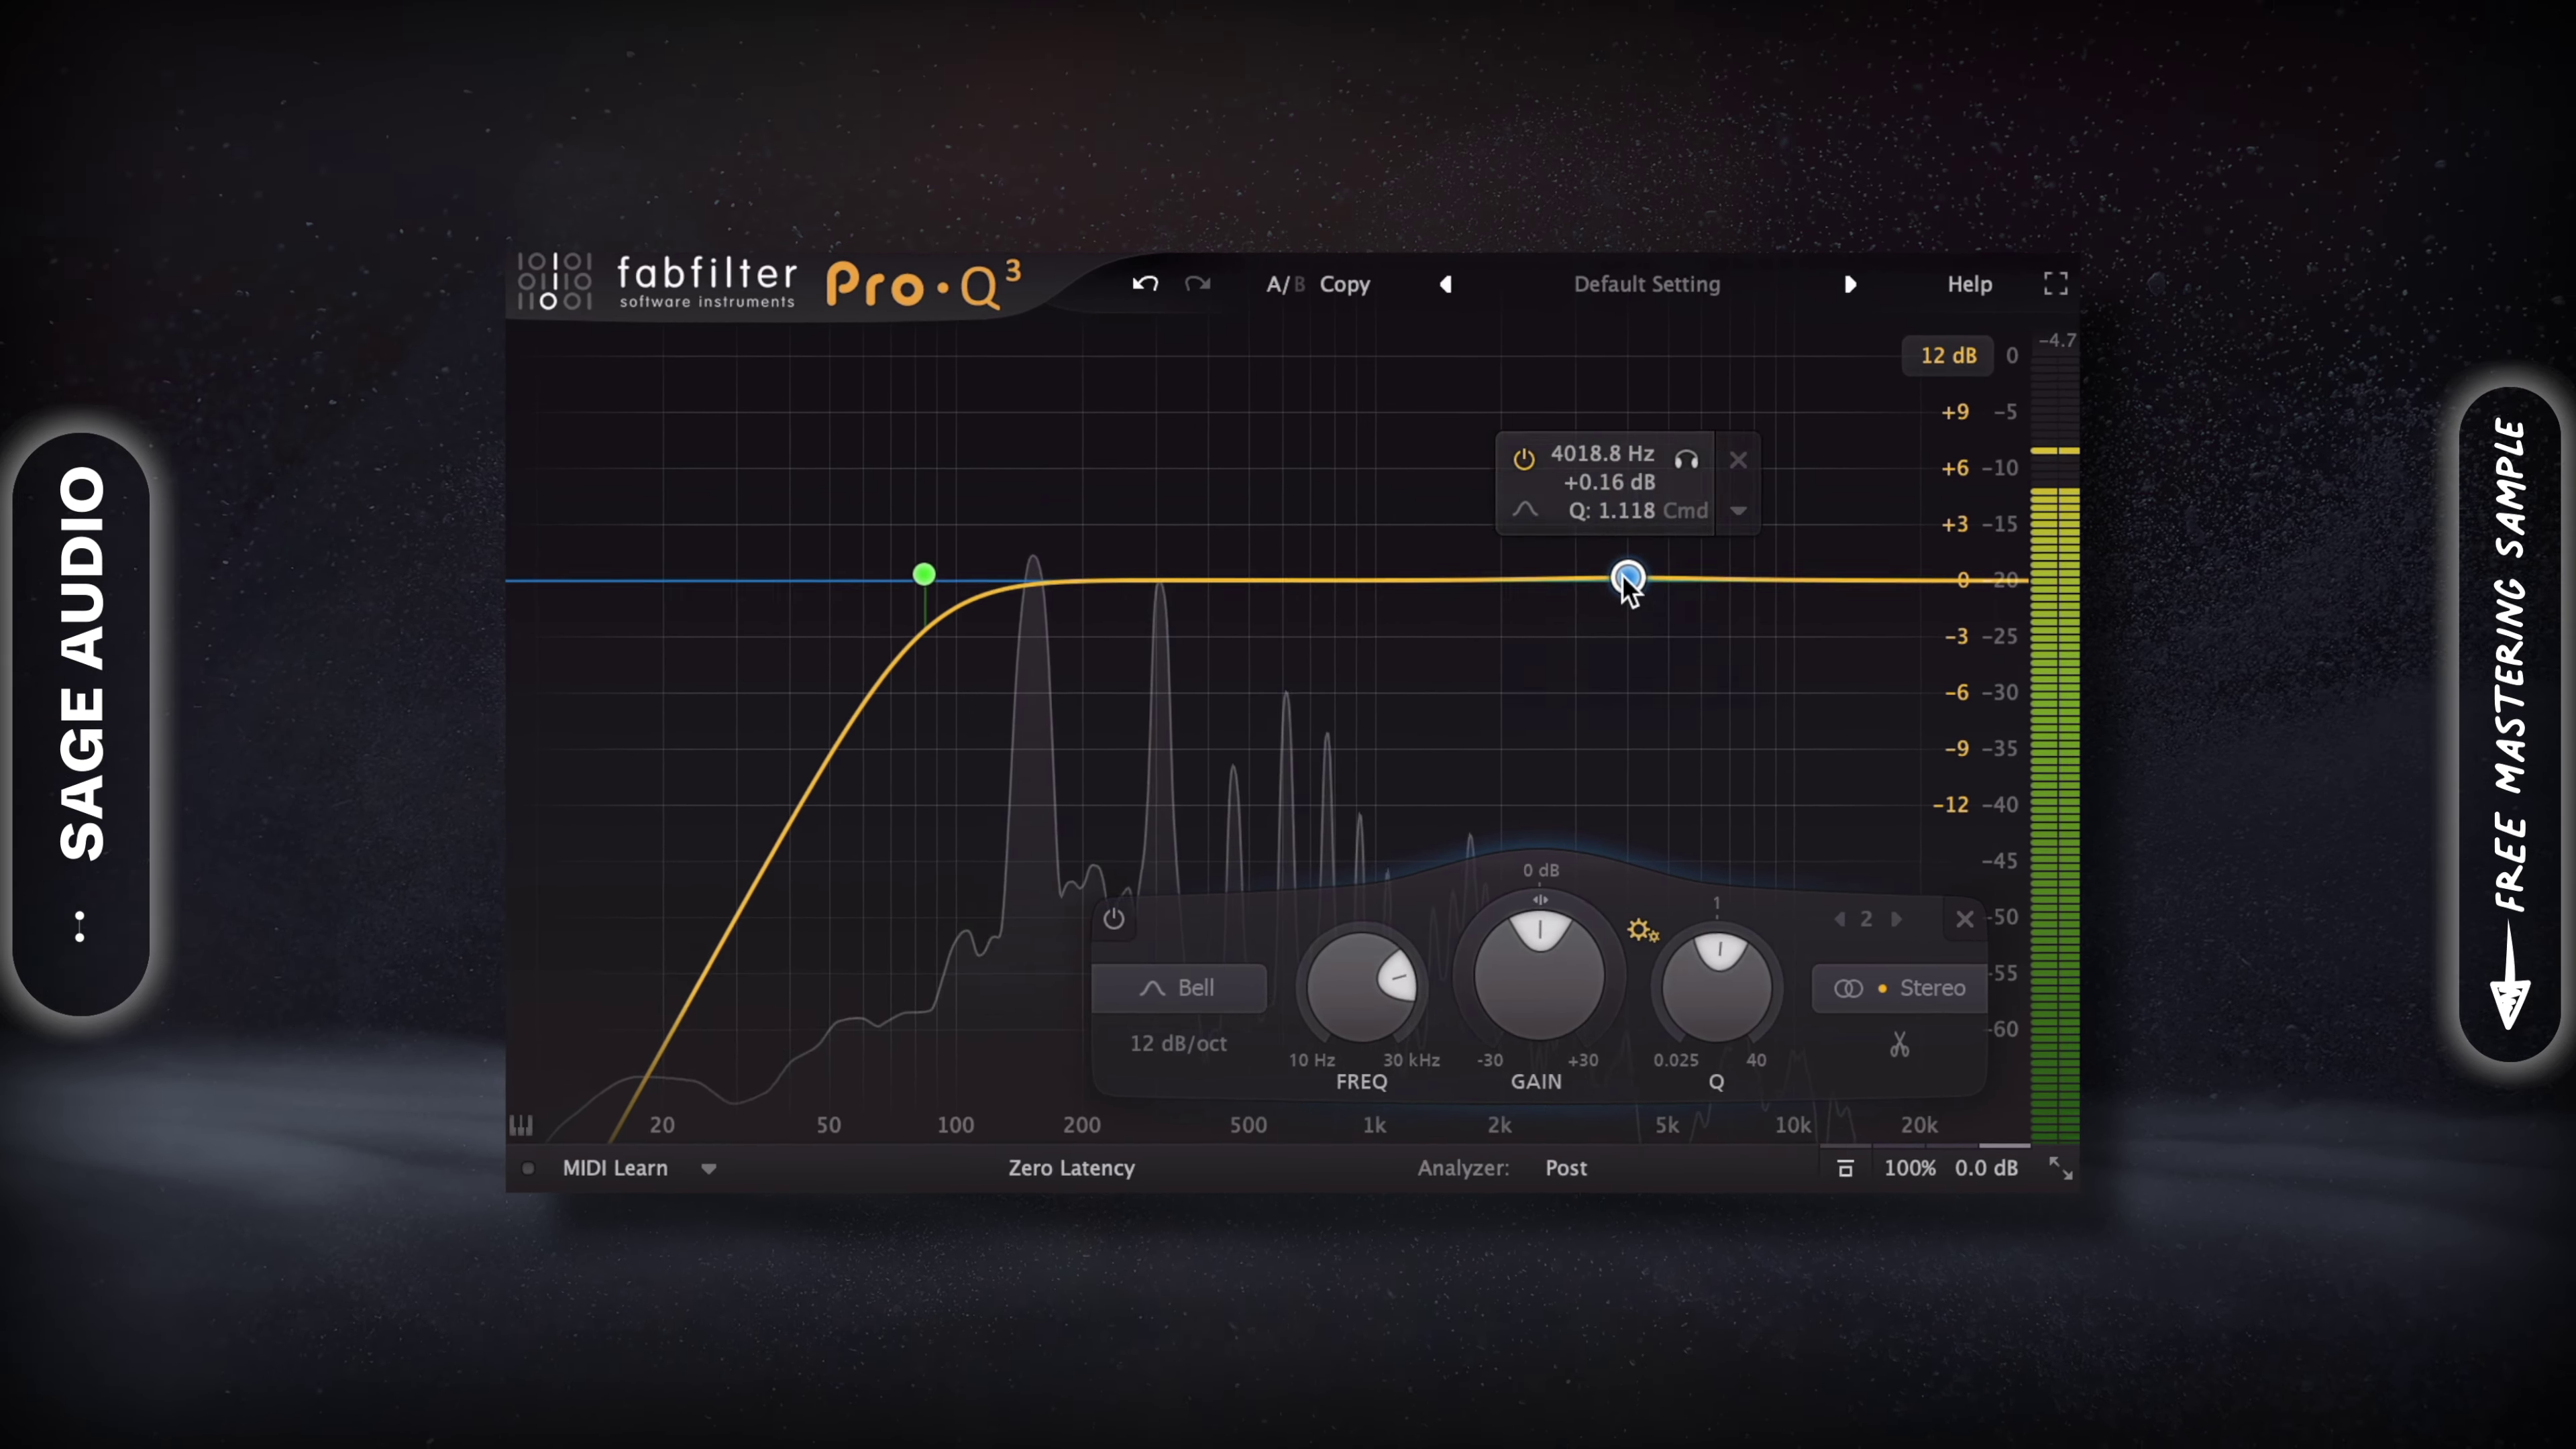 SAGE AUDIO
fabfilter
software instruments
Pro·Q³
A/B Copy
Default Setting
Help
12 dB 0 -4.7
+9 -5
+6 -10
+3 -15
0 -20
-3 -25
-6 -30
-9 -35
-12 -40
-45
-50
-55
-60
4018.8 Hz
+0.16 dB
Q: 1.118 Cmd
0 dB
1
2
Bell
Stereo
12 dB/oct
10 Hz 30 kHz
FREQ
-30 +30
GAIN
0.025 40
Q
20 50 100 200 500 1k 2k 5k 10k 20k
MIDI Learn
Zero Latency
Analyzer: Post
100% 0.0 dB
FREE MASTERING SAMPLE